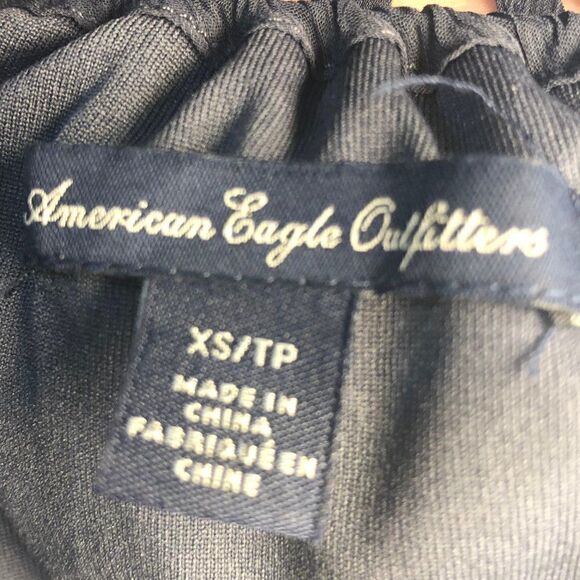 American Eagle Outfitters
XS/TP
MADE IN
CHINA
FABRIQUÉ EN
CHINE